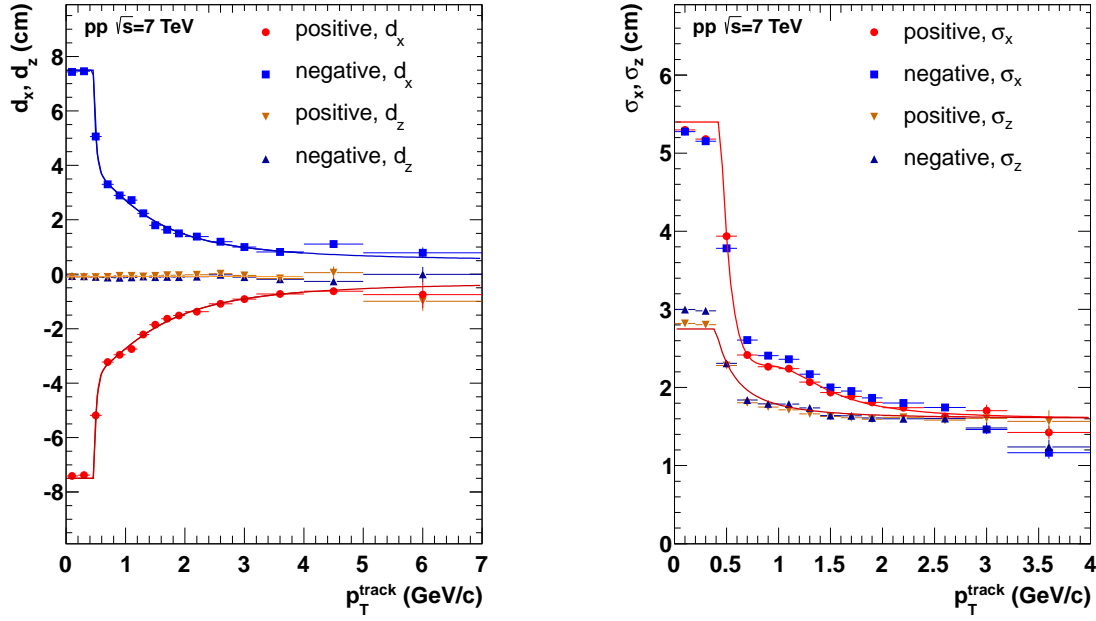 pp √s=7 TeV
positive, d_x
negative, d_x
positive, d_z
negative, d_z
d_x, d_z (cm)
8
6
4
2
0
-2
-4
-6
-8
0 1 2 3 4 5 6 7
p_T^track (GeV/c)
pp √s=7 TeV
positive, σ_x
negative, σ_x
positive, σ_z
negative, σ_z
σ_x, σ_z (cm)
6
5
4
3
2
1
0
0 0.5 1 1.5 2 2.5 3 3.5 4
p_T^track (GeV/c)